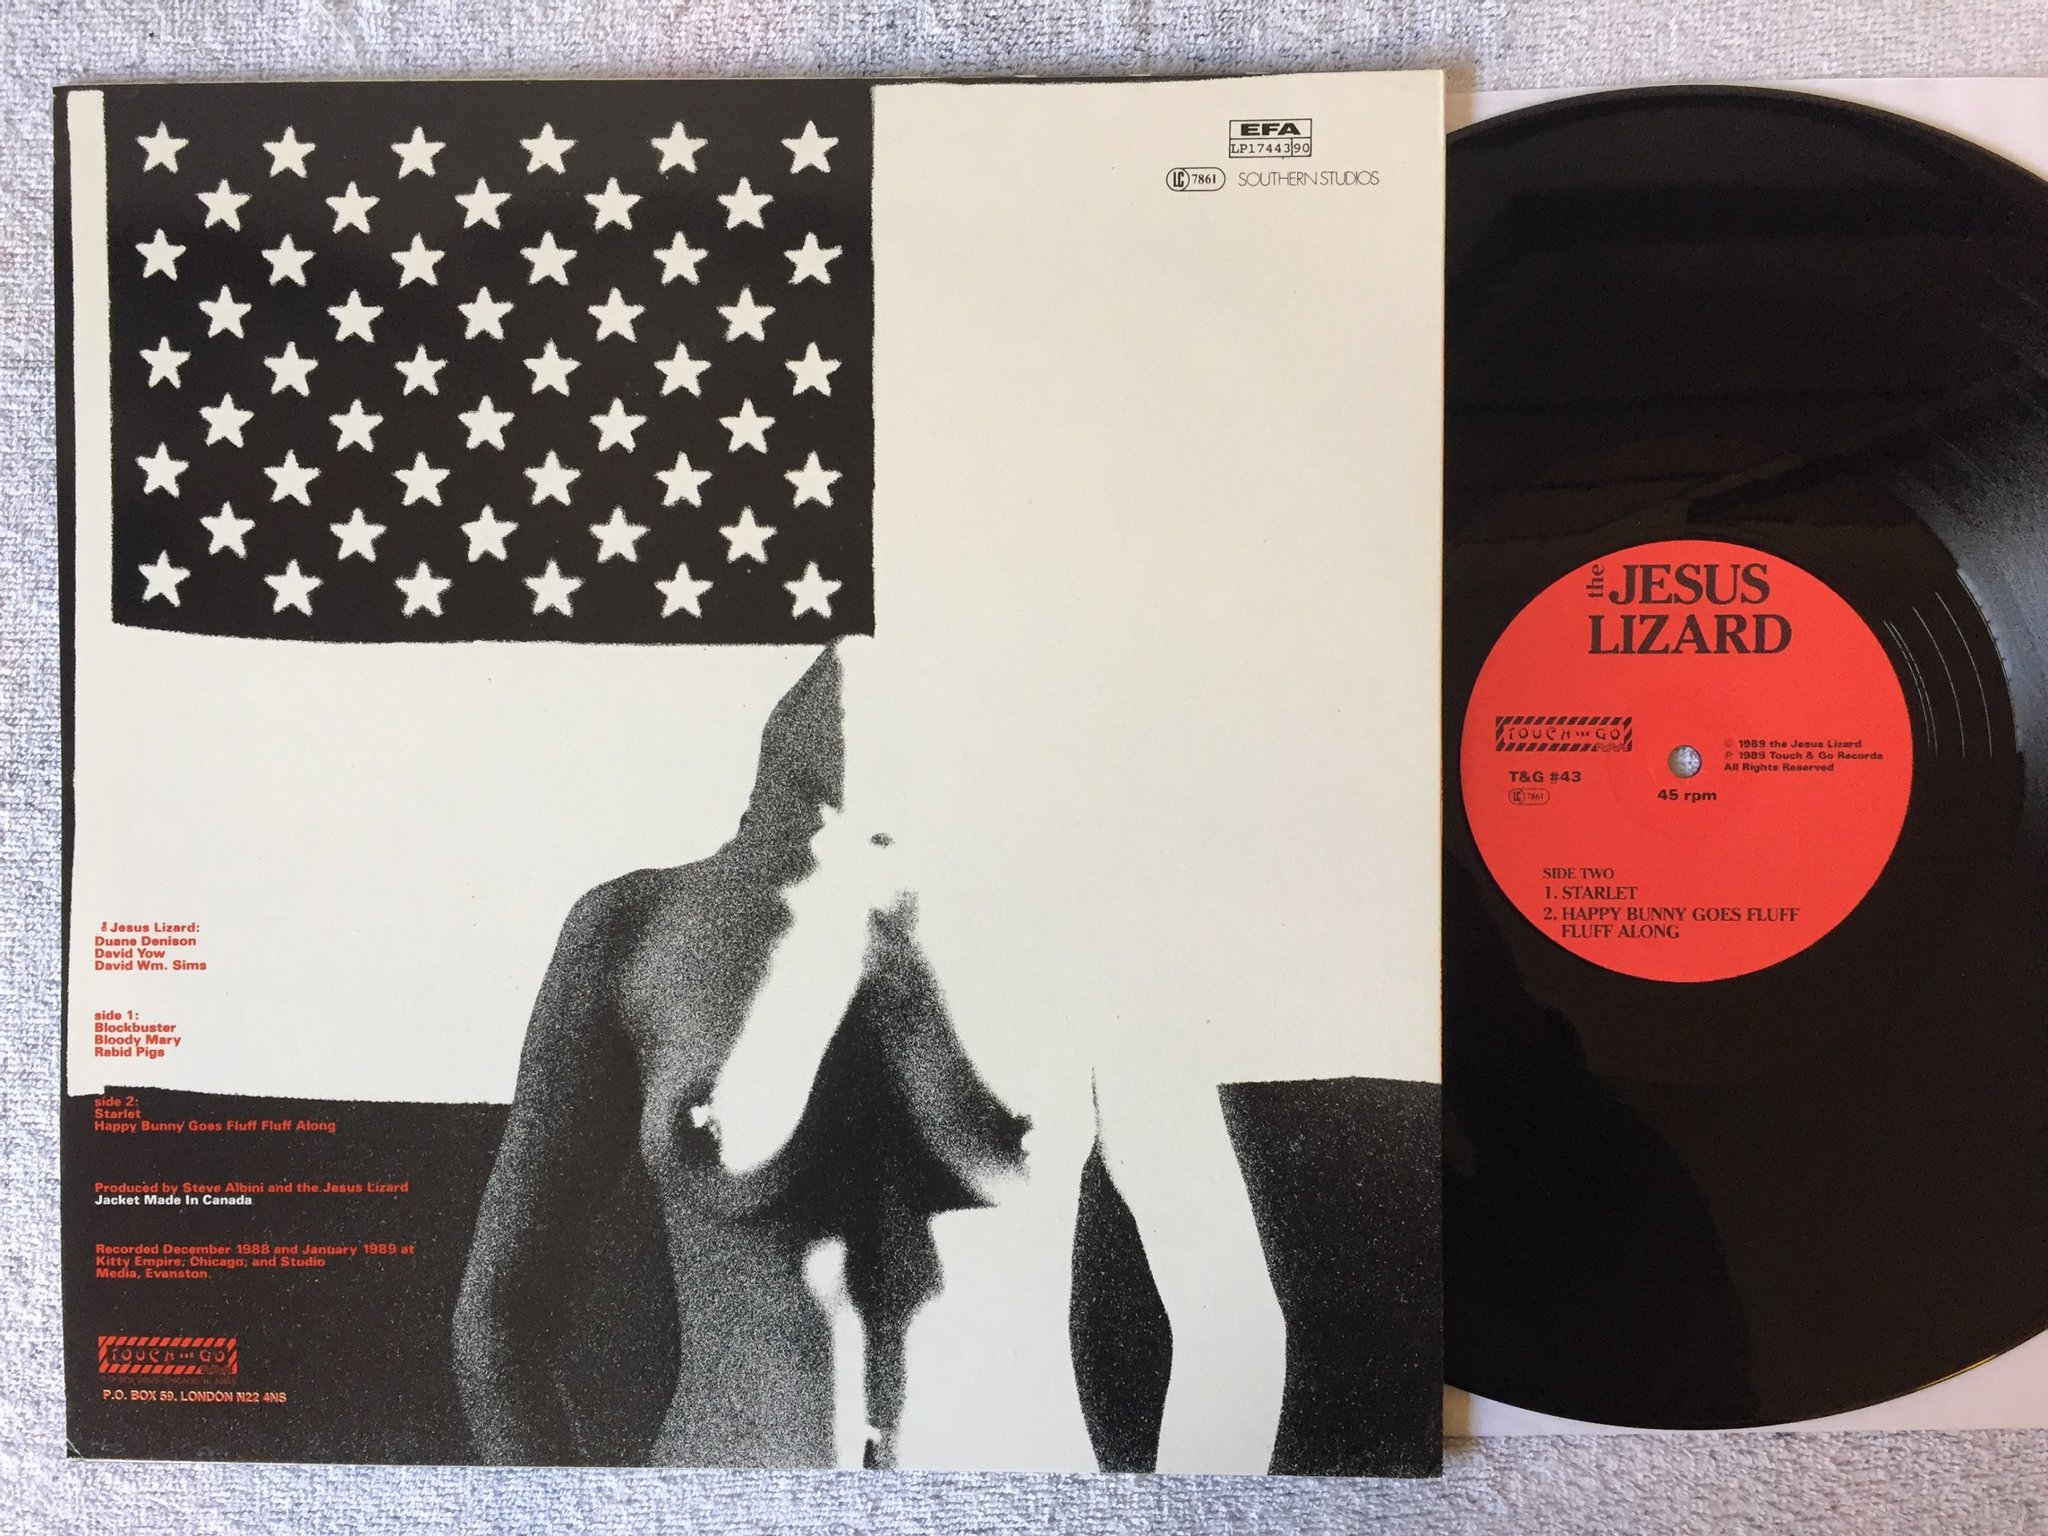 EFA
LP17443 90
LC 7861 SOUTHERN STUDIOS
the Jesus Lizard:
Duane Denison
David Yow
David Wm. Sims
side 1:
Blockbuster
Bloody Mary
Rabid Pigs
side 2:
Starlet
Happy Bunny Goes Fluff Fluff Along
Produced by Steve Albini and the Jesus Lizard
Jacket Made In Canada
Recorded December 1988 and January 1989 at
Kitty Empire, Chicago, and Studio
Media, Evanston.
TOUCH AND GO
P.O. BOX 59, LONDON N22 4NS
the JESUS
LIZARD
TOUCH AND GO
© 1989 the Jesus Lizard
℗ 1989 Touch & Go Records
All Rights Reserved
T&G #43
LC 7861
45 rpm
SIDE TWO
1. STARLET
2. HAPPY BUNNY GOES FLUFF
FLUFF ALONG